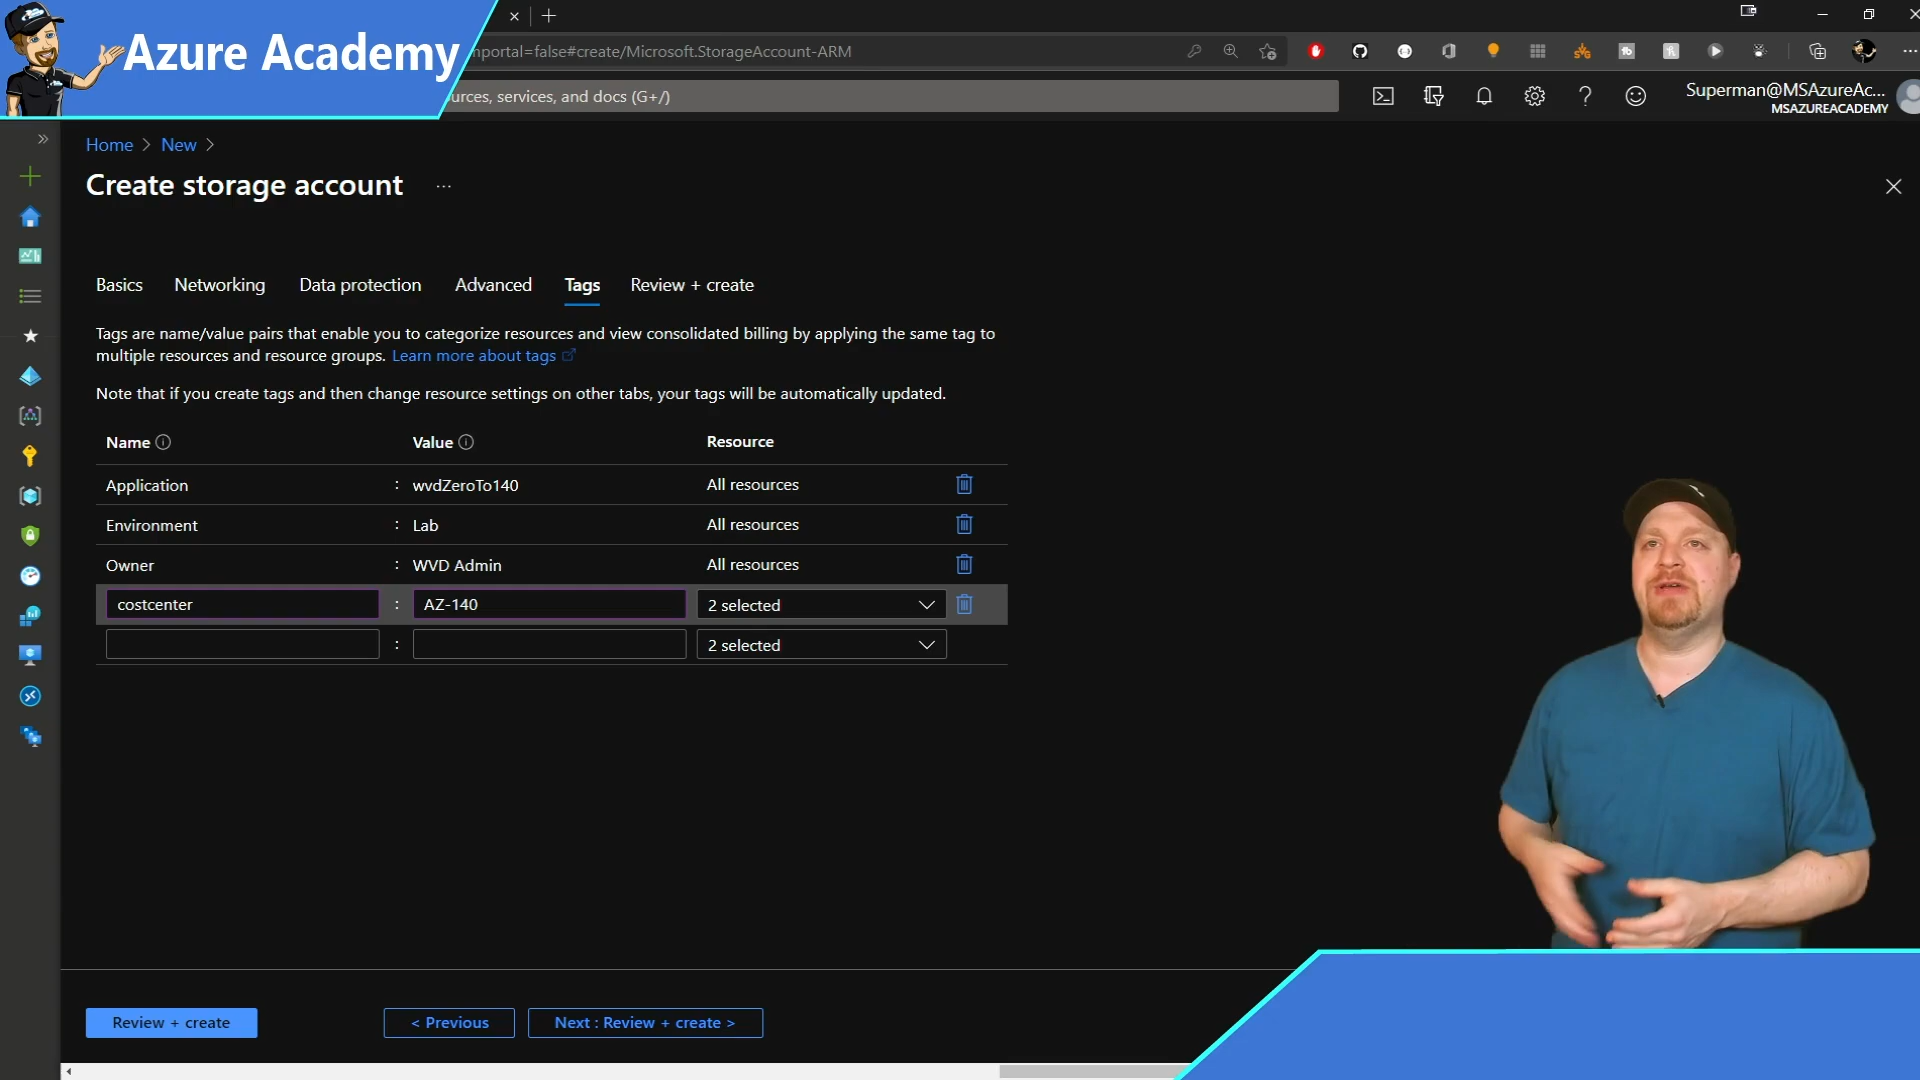 Azure Academy
nportal=false#create/Microsoft.StorageAccount-ARM
urces, services, and docs (G+/)
Superman@MSAzureAc...
MSAZUREACADEMY
Home > New >
Create storage account ...
Basics Networking Data protection Advanced Tags Review + create
Tags are name/value pairs that enable you to categorize resources and view consolidated billing by applying the same tag to
multiple resources and resource groups. Learn more about tags
Note that if you create tags and then change resource settings on other tabs, your tags will be automatically updated.
Name Value Resource
Application : wvdZeroTo140 All resources
Environment : Lab All resources
Owner : WVD Admin All resources
costcenter : AZ-140 2 selected
: 2 selected
Review + create < Previous Next : Review + create >